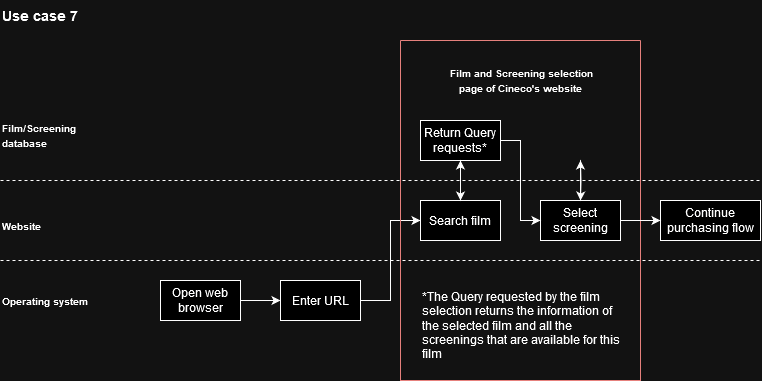 Use case 7
Film and Screening selection
page of Cineco's website
Film/Screening
database
Return Query
requests*
Website
Search film
Select
screening
Continue
purchasing flow
Operating system
Open web
browser
Enter URL
*The Query requested by the film
selection returns the information of
the selected film and all the
screenings that are available for this
film